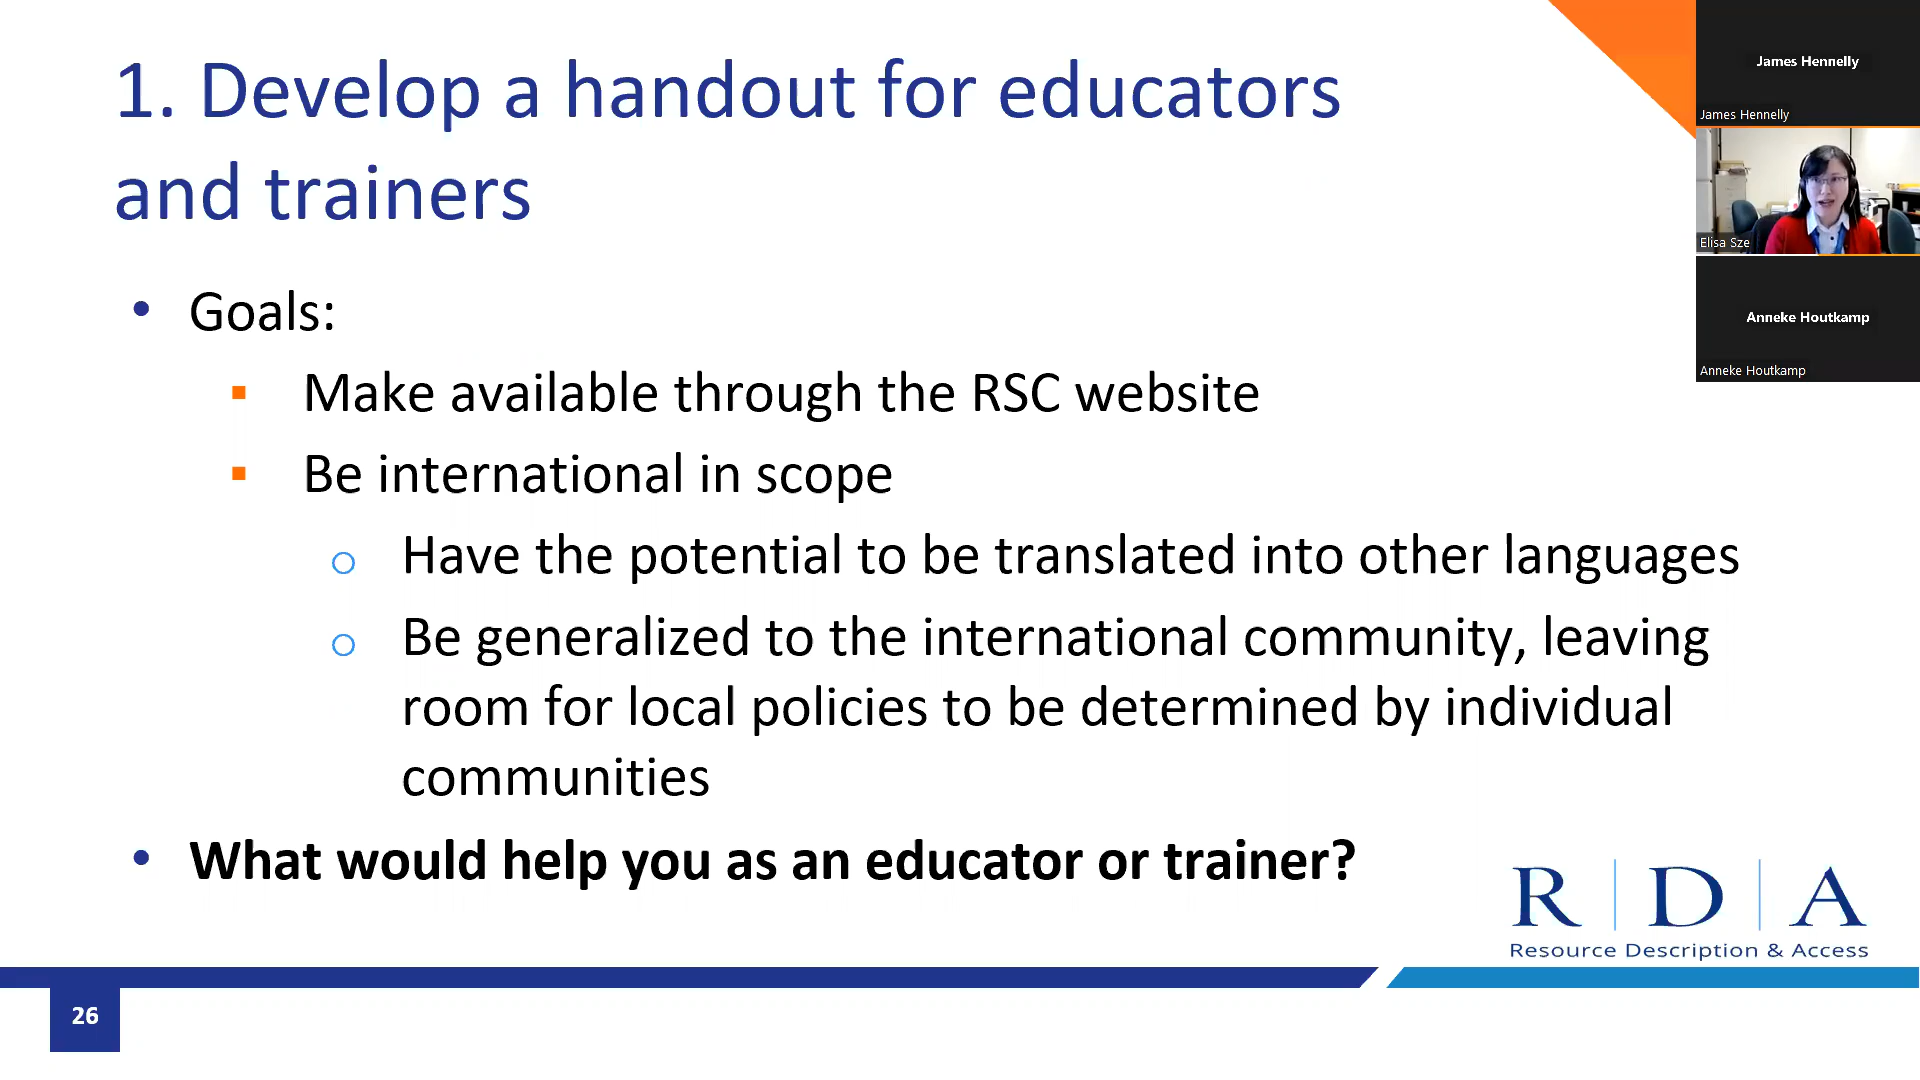 1. Develop a handout for educators
and trainers
• Goals:
▪ Make available through the RSC website
▪ Be international in scope
o Have the potential to be translated into other languages
o Be generalized to the international community, leaving
room for local policies to be determined by individual
communities
• What would help you as an educator or trainer?
R | D | A
Resource Description & Access
26
James Hennelly
James Hennelly
Elisa Sze
Anneke Houtkamp
Anneke Houtkamp